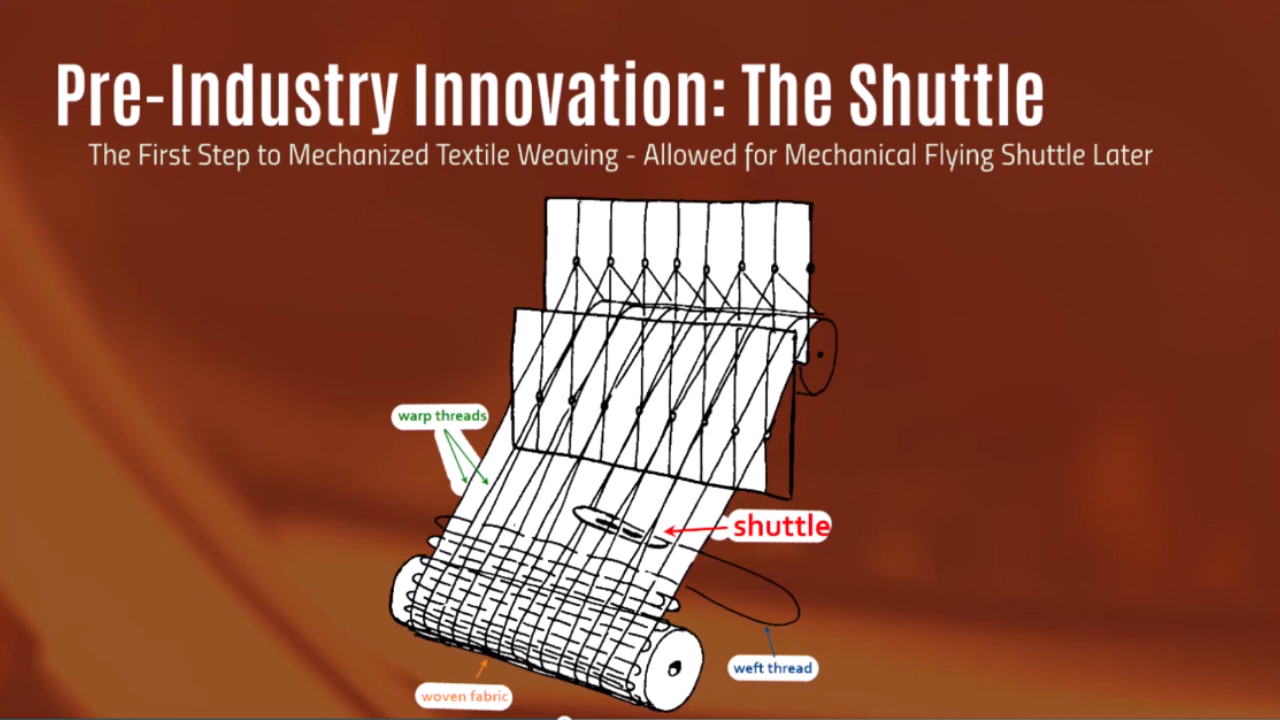 Pre-Industry Innovation: The Shuttle
The First Step to Mechanized Textile Weaving - Allowed for Mechanical Flying Shuttle Later
warp threads
shuttle
weft thread
woven fabric